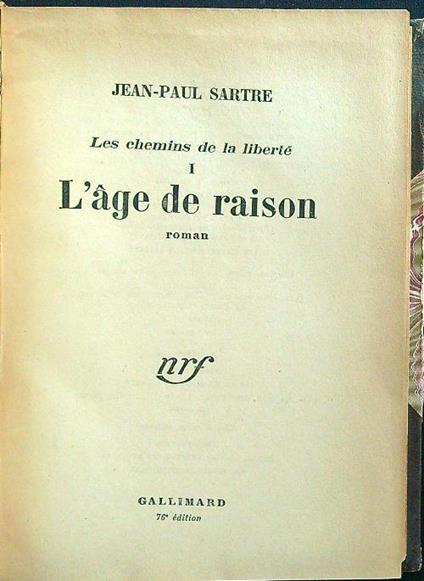 JEAN-PAUL SARTRE
Les chemins de la liberté
I
L'âge de raison
roman
nrf
GALLIMARD
76e édition